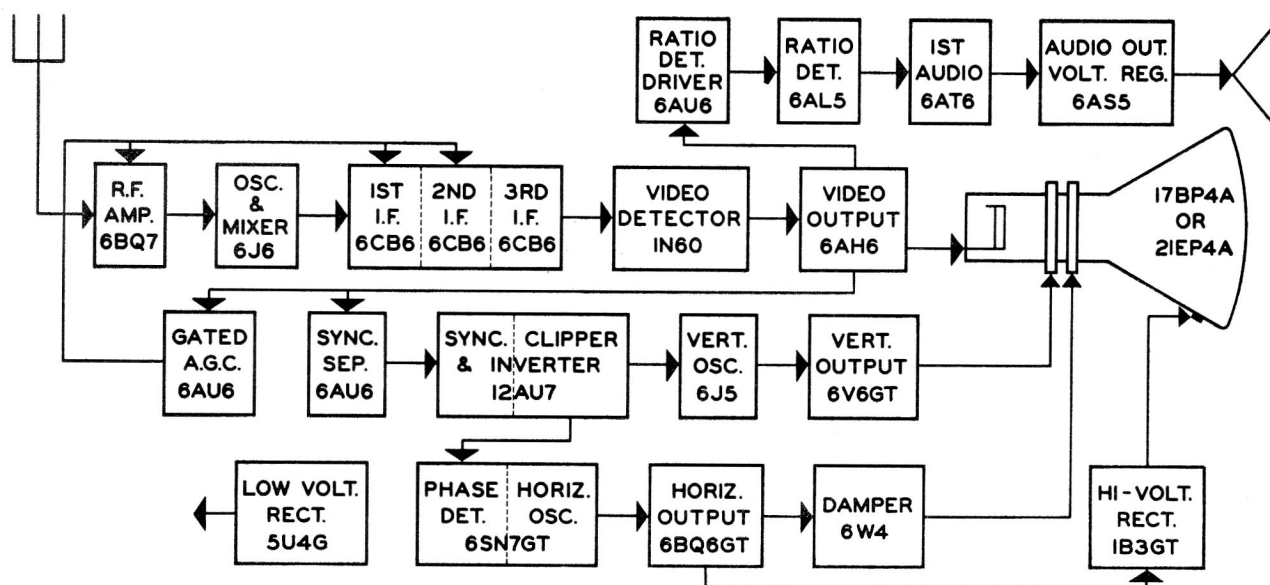 RATIO
DET.
DRIVER
6AU6
RATIO
DET.
6AL5
1ST
AUDIO
6AT6
AUDIO OUT.
VOLT. REG.
6AS5
R.F.
AMP.
6BQ7
OSC.
&
MIXER
6J6
1ST
I.F.
6CB6
2ND
I.F.
6CB6
3RD
I.F.
6CB6
VIDEO
DETECTOR
IN60
VIDEO
OUTPUT
6AH6
17BP4A
OR
21EP4A
GATED
A.G.C.
6AU6
SYNC.
SEP.
6AU6
SYNC. CLIPPER
& INVERTER
12AU7
VERT.
OSC.
6J5
VERT.
OUTPUT
6V6GT
LOW VOLT.
RECT.
5U4G
PHASE
DET.
HORIZ.
OSC.
6SN7GT
HORIZ.
OUTPUT
6BQ6GT
DAMPER
6W4
HI-VOLT.
RECT.
1B3GT